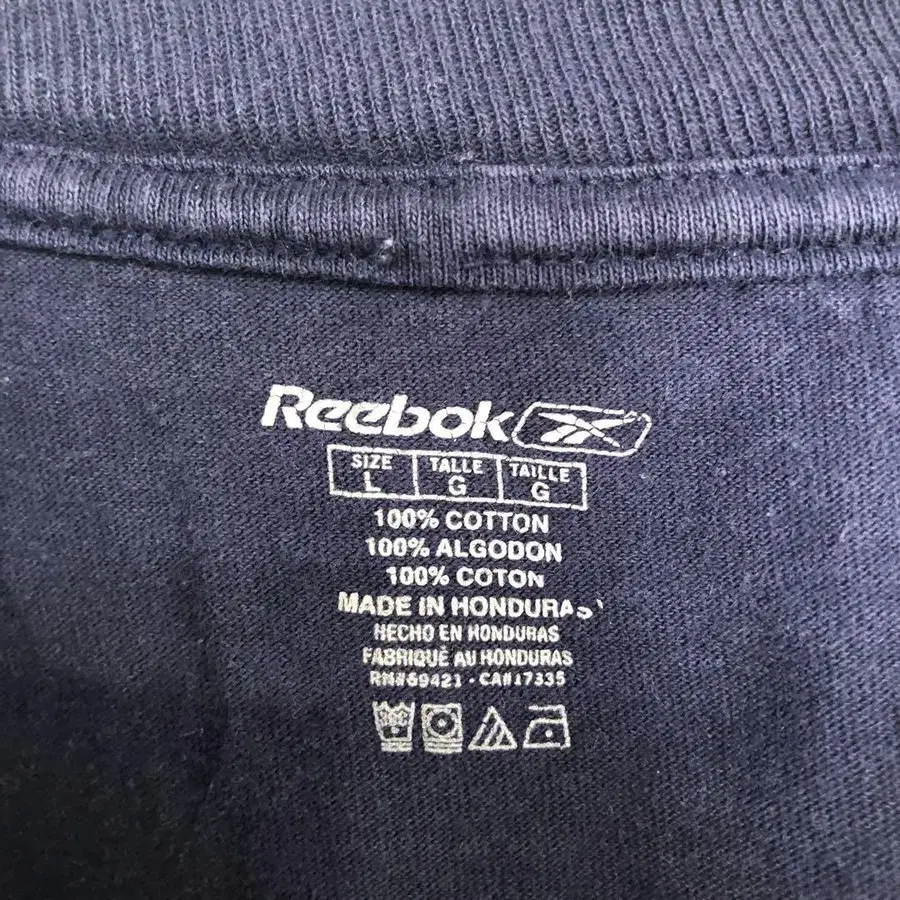 Reebok
SIZE TALLE TAILLE
L G G
100% COTTON
100% ALGODON
100% COTON
MADE IN HONDURAS
HECHO EN HONDURAS
FABRIQUÉ AU HONDURAS
RN#69421 - CA#17335
30C